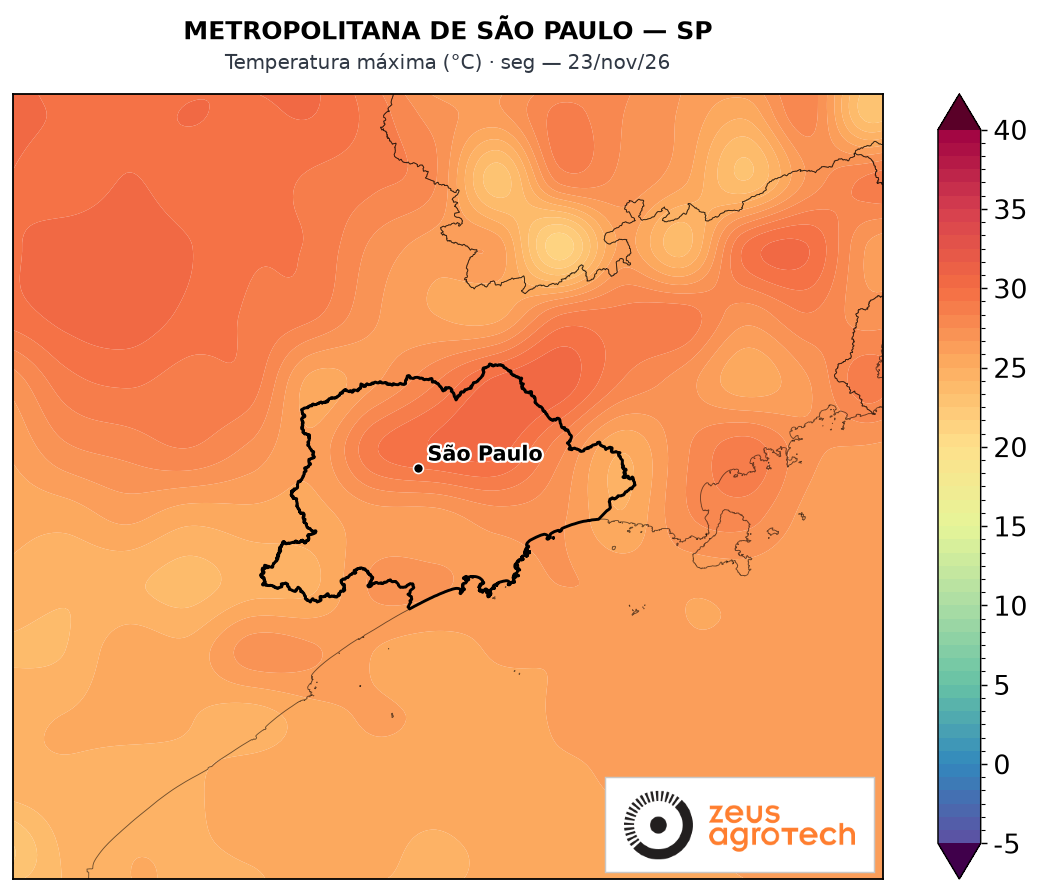 METROPOLITANA DE SÃO PAULO — SP
Temperatura máxima (°C) · seg — 23/nov/26
40
35
30
25
20
15
10
5
0
-5
São Paulo
zeus
agrotech